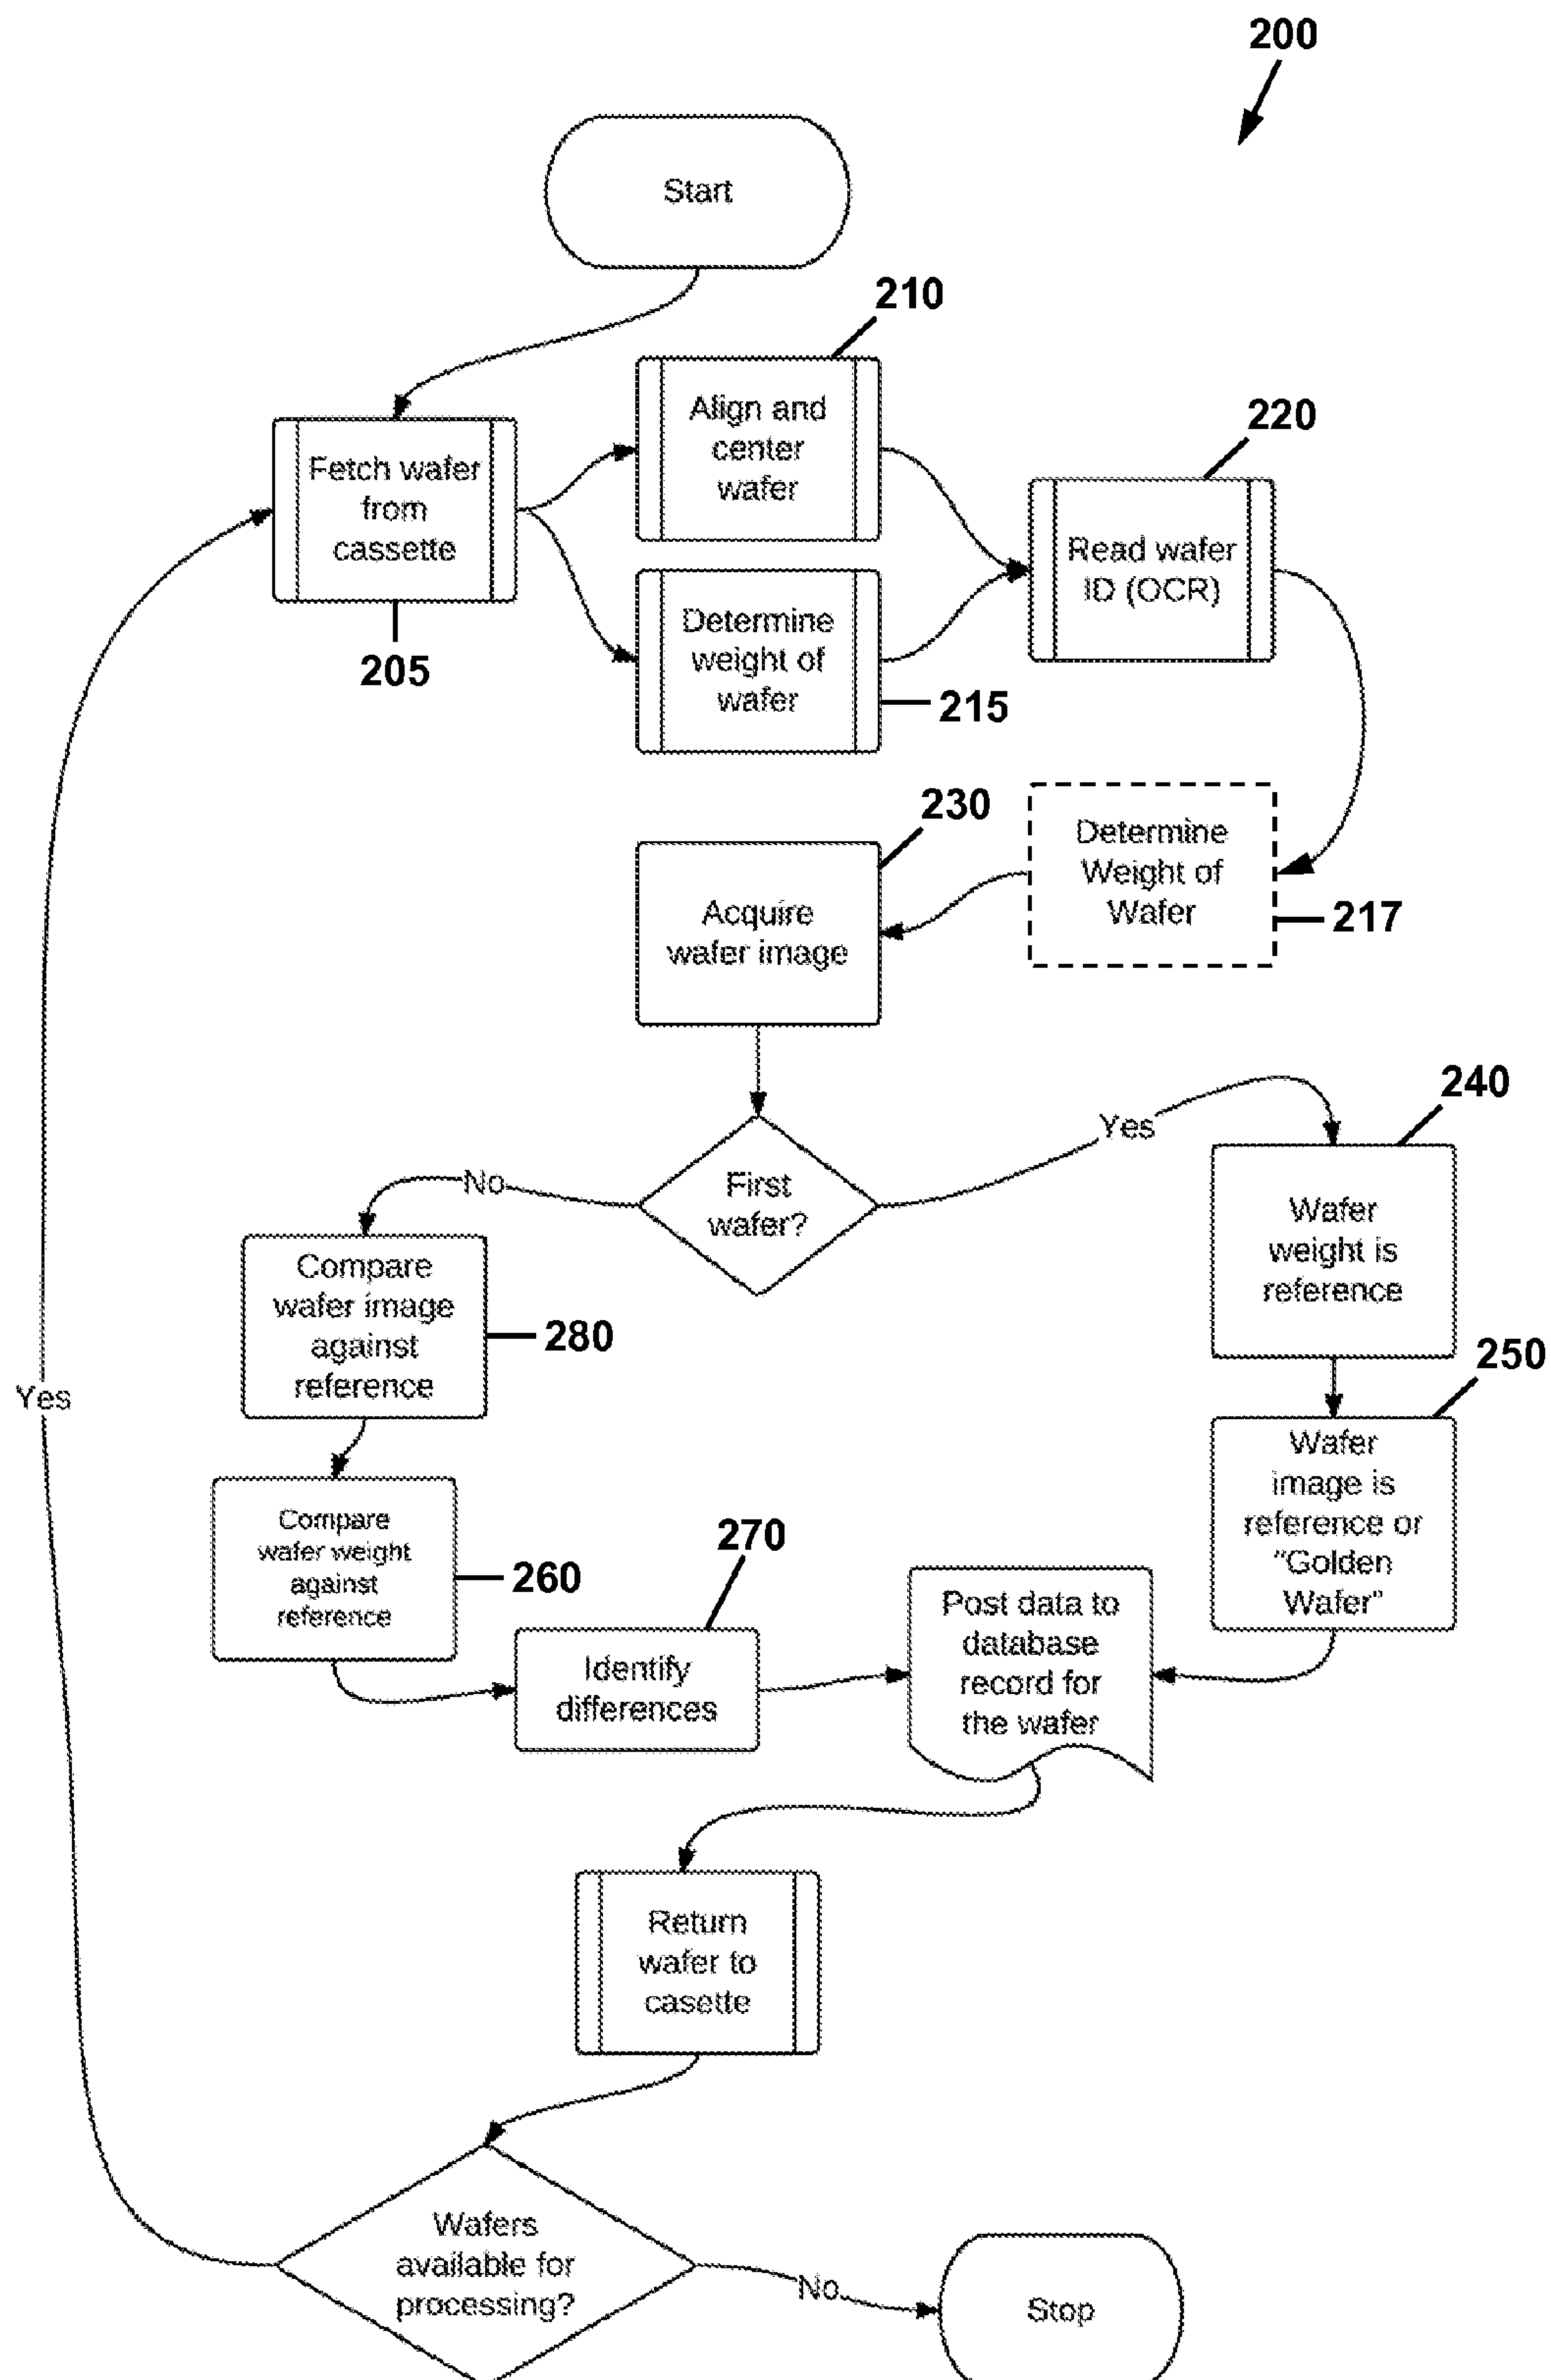 200
Start
210
Align and
center
wafer
220
Fetch wafer
from
cassette
Read wafer
ID (OCR)
205
Determine
weight of
wafer
215
230
Determine
Weight of
Wafer
217
Acquire
wafer image
240
Yes
No
First
wafer?
Wafer
weight is
reference
Compare
wafer image
against
reference
280
250
Yes
Wafer
image is
reference or
"Golden
Wafer"
Compare
wafer weight
against
reference
260
270
Identify
differences
Post data to
database
record for
the wafer
Return
wafer to
casette
Wafers
available for
processing?
No
Stop